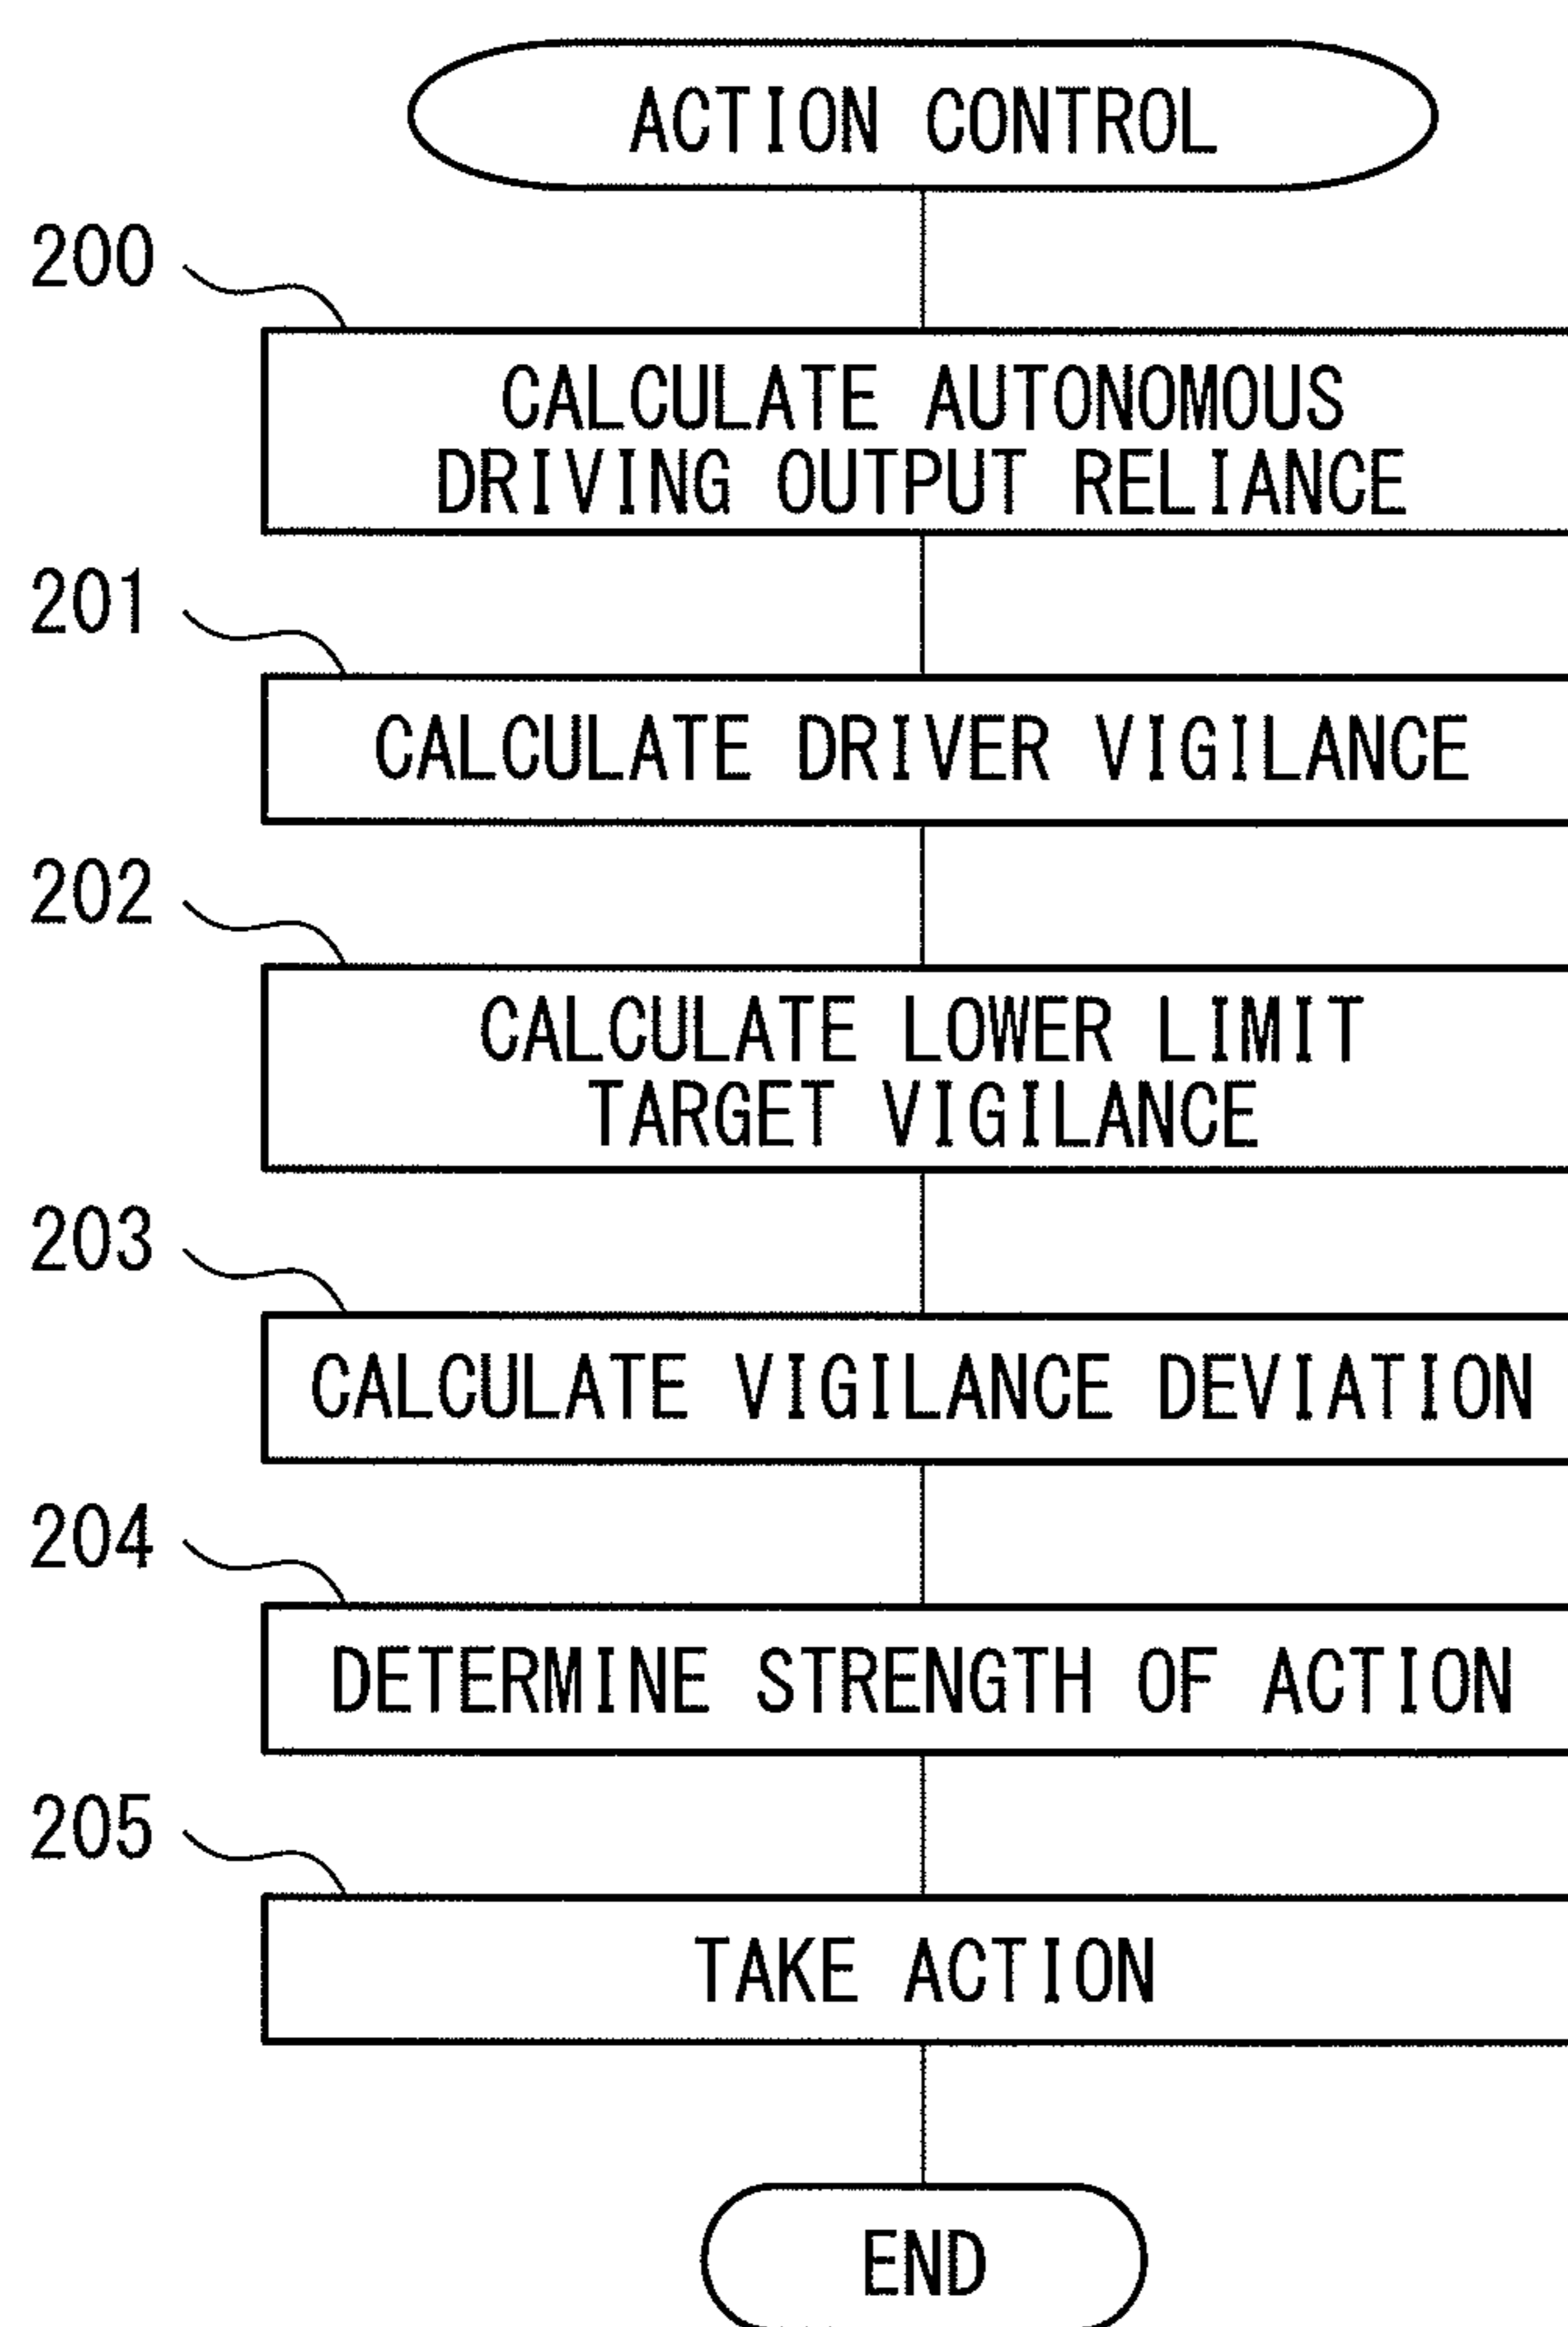 ACTION CONTROL
200
CALCULATE AUTONOMOUS
DRIVING OUTPUT RELIANCE
201
CALCULATE DRIVER VIGILANCE
202
CALCULATE LOWER LIMIT
TARGET VIGILANCE
203
CALCULATE VIGILANCE DEVIATION
204
DETERMINE STRENGTH OF ACTION
205
TAKE ACTION
END